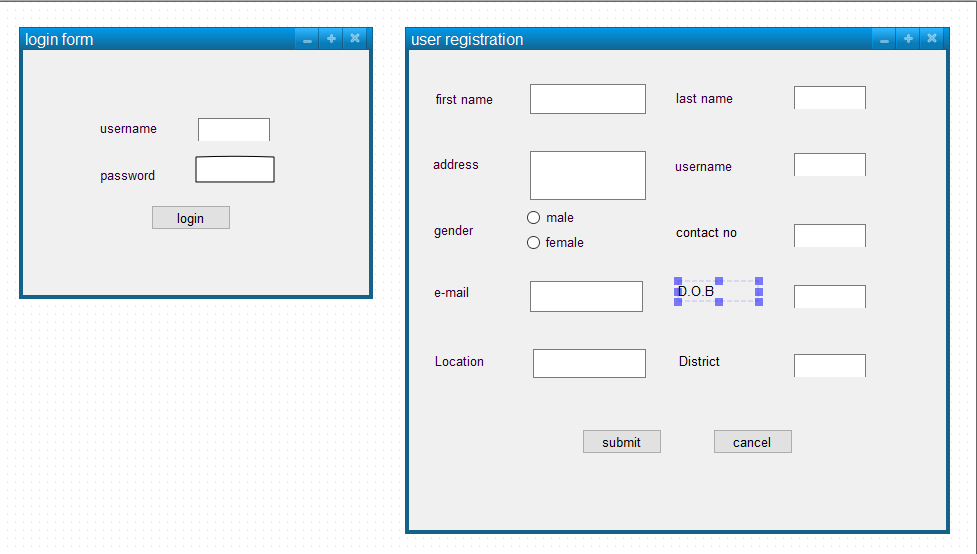 login form
username
password
login
user registration
first name
last name
address
username
gender
male
female
contact no
e-mail
D.O.B
Location
District
submit
cancel